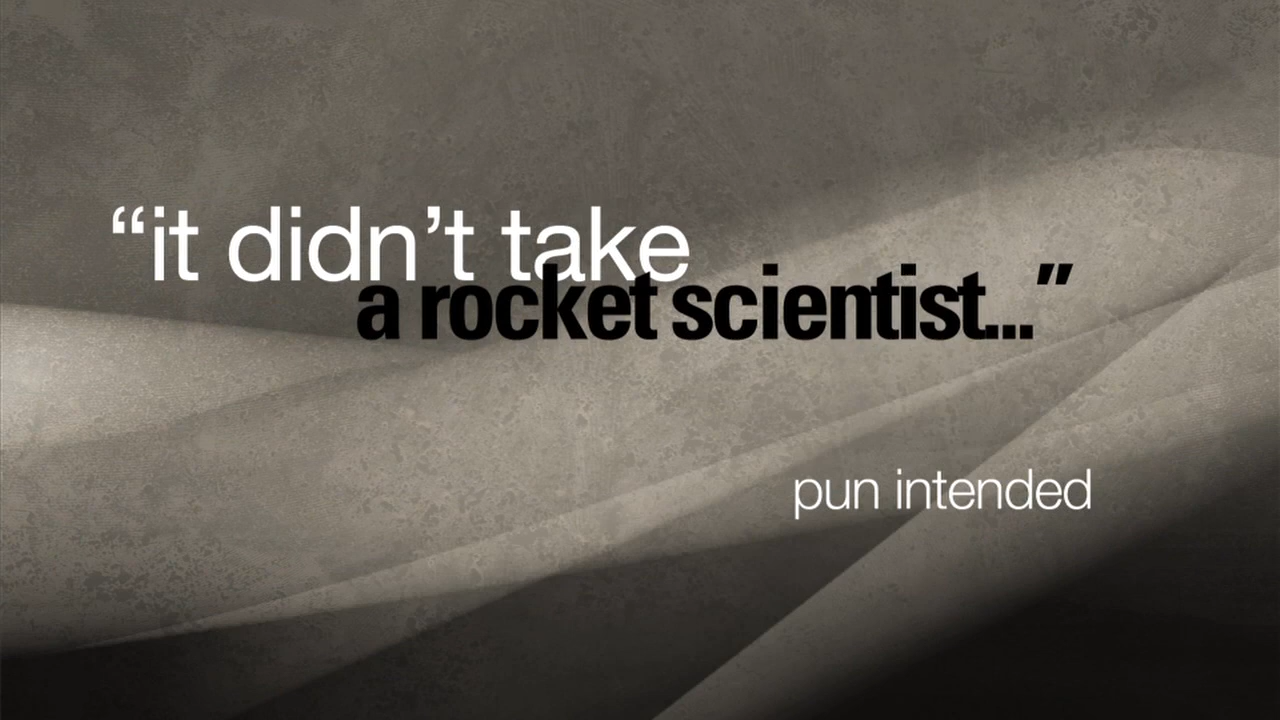 “it didn’t take
a rocket scientist...”
pun intended